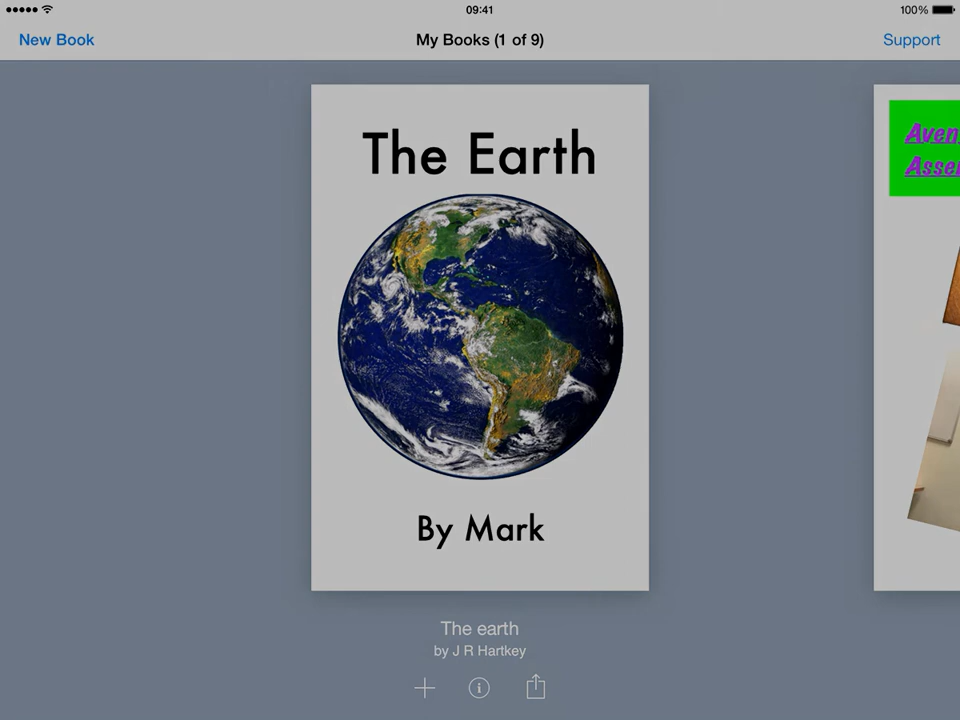 09:41
100%
New Book
My Books (1 of 9)
Support
The Earth
By Mark
The earth
by J R Hartkey